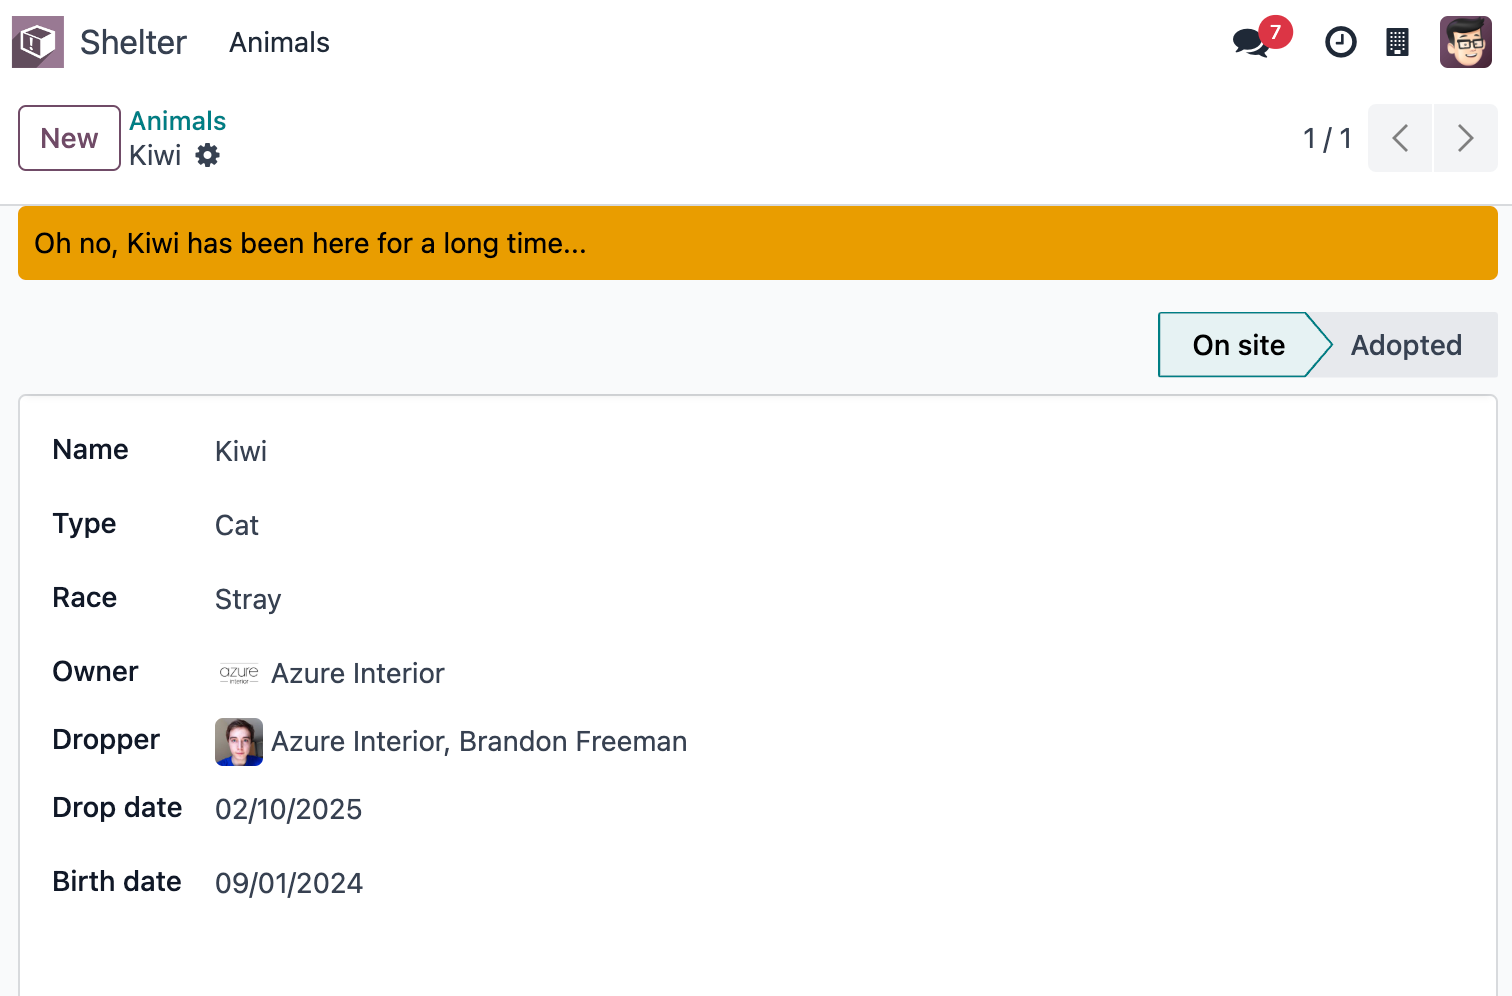 Shelter Animals 7
New Animals 1 / 1
Kiwi
Oh no, Kiwi has been here for a long time...
On site Adopted
Name Kiwi
Type Cat
Race Stray
Owner azure interior Azure Interior
Dropper Azure Interior, Brandon Freeman
Drop date 02/10/2025
Birth date 09/01/2024